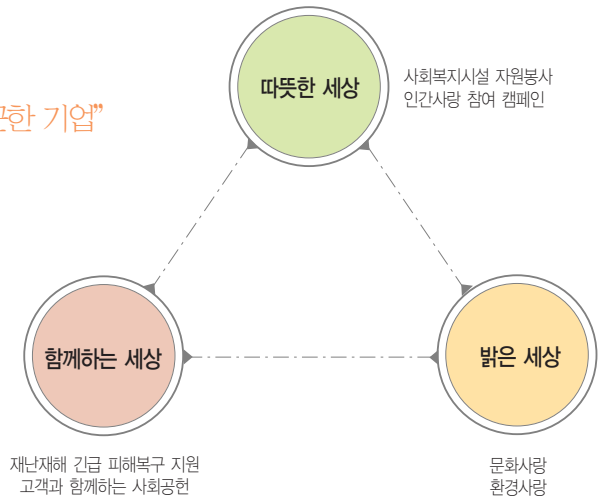 따뜻한 세상
사회복지시설 자원봉사
인간사랑 참여 캠페인
기업”
함께하는 세상
밝은 세상
재난재해 긴급 피해복구 지원
고객과 함께하는 사회공헌
문화사랑
환경사랑